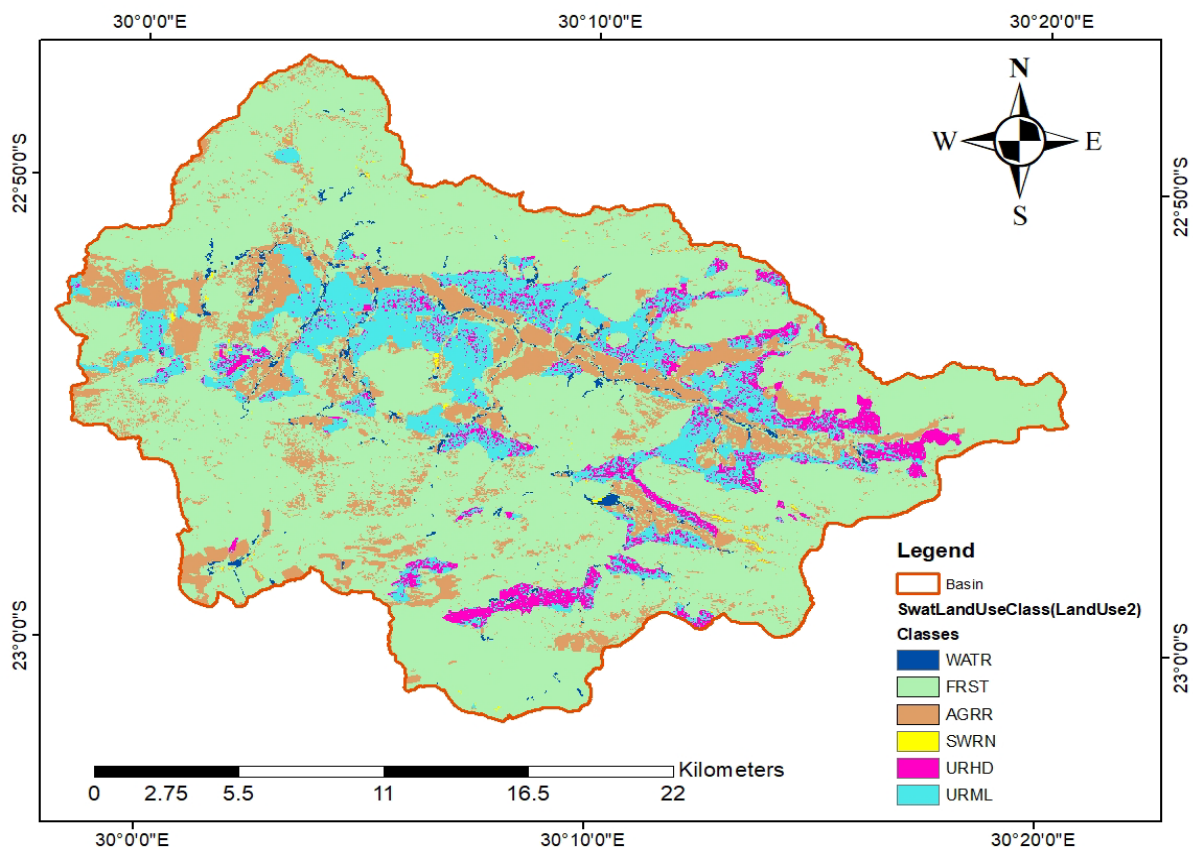 30°0'0"E 30°10'0"E 30°20'0"E
N
W E
S
22°50'0"S
22°50'0"S
23°0'0"S
23°0'0"S
Legend
Basin
SwatLandUseClass(LandUse2)
Classes
WATR
FRST
AGRR
SWRN
URHD
URML
Kilometers
0 2.75 5.5 11 16.5 22
30°0'0"E 30°10'0"E 30°20'0"E